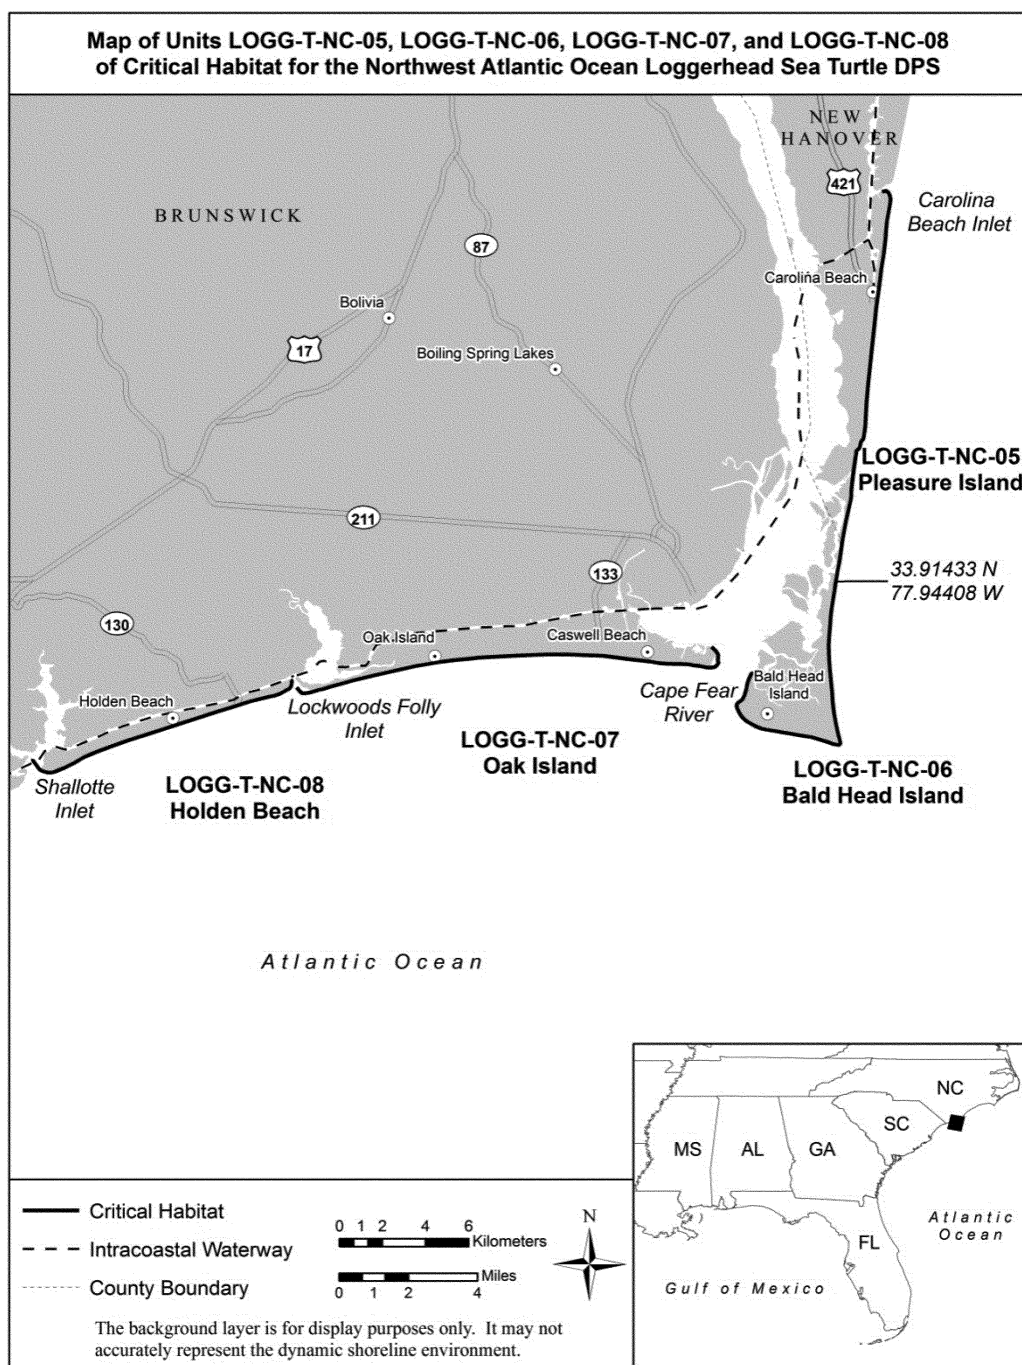 Map of Units LOGG-T-NC-05, LOGG-T-NC-06, LOGG-T-NC-07, and LOGG-T-NC-08
of Critical Habitat for the Northwest Atlantic Ocean Loggerhead Sea Turtle DPS
NEW
HANOVER
421
Carolina
Beach Inlet
BRUNSWICK
87
Carolina Beach
Bolivia
17
Boiling Spring Lakes
LOGG-T-NC-05
Pleasure Island
211
133
33.91433 N
77.94408 W
130
Oak Island
Caswell Beach
Bald Head
Island
Cape Fear
River
Holden Beach
Lockwoods Folly
Inlet
LOGG-T-NC-07
Oak Island
LOGG-T-NC-06
Bald Head Island
Shallotte
Inlet
LOGG-T-NC-08
Holden Beach
Atlantic Ocean
NC
SC
MS
AL
GA
FL
Atlantic
Ocean
Gulf of Mexico
Critical Habitat
Intracoastal Waterway
County Boundary
0 1 2 4 6
Kilometers
Miles
0 1 2 4
N
The background layer is for display purposes only. It may not
accurately represent the dynamic shoreline environment.